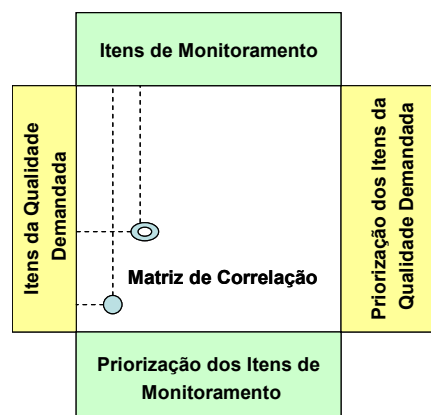 Itens de Monitoramento
Itens da Qualidade
Demandada
Matriz de Correlação
Priorização dos Itens da
Qualidade Demandada
Priorização dos Itens de
Monitoramento